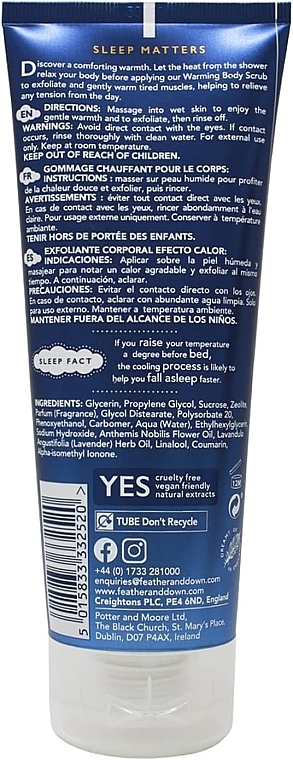 SLEEP MATTERS
Discover a comforting warmth. Let the heat from the shower
relax your body before applying our Warming Body Scrub
to exfoliate and gently warm tired muscles, helping to relieve
any tension from the day.
EN DIRECTIONS: Massage into wet skin to enjoy the
gentle warmth and to exfoliate, then rinse off.
WARNINGS: Avoid direct contact with the eyes. If contact
occurs, rinse thoroughly with clean water. For external use
only. Keep at room temperature.
KEEP OUT OF REACH OF CHILDREN.
FR GOMMAGE CHAUFFANT POUR LE CORPS:
INSTRUCTIONS : masser sur peau humide pour profiter
de la chaleur douce et exfolier, puis rincer.
AVERTISSEMENTS : éviter tout contact direct avec les yeux.
En cas de contact avec les yeux, rincer abondamment à l'eau
claire. Pour usage externe uniquement. Conserver à température
ambiante.
TENIR HORS DE PORTÉE DES ENFANTS.
ES EXFOLIANTE CORPORAL EFECTO CALOR:
INDICACIONES: Aplicar sobre la piel húmeda y
masajear para notar un calor agradable y exfoliar al mismo
tiempo. A continuación, aclarar.
PRECAUCIONES: Evitar el contacto directo con los ojos.
En caso de contacto, aclarar con abundante agua limpia. Solo
para uso externo. Mantener a temperatura ambiente.
MANTENER FUERA DEL ALCANCE DE LOS NIÑOS.
SLEEP FACT
If you raise your temperature
a degree before bed,
the cooling process is likely to
help you fall asleep faster.
INGREDIENTS: Glycerin, Propylene Glycol, Sucrose, Zeolite,
Parfum (Fragrance), Glycol Distearate, Polysorbate 20,
Phenoxyethanol, Carbomer, Aqua (Water), Ethylhexylglycerin,
Sodium Hydroxide, Anthemis Nobilis Flower Oil, Lavandula
Angustifolia (Lavender) Herb Oil, Linalool, Coumarin,
Alpha-isomethyl Ionone.
5 015833 332520
YES cruelty free
vegan friendly
natural extracts
12M
TUBE Don't Recycle
+44 (0) 1733 281000
enquiries@featheranddown.com
www.featheranddown.com
Creightons PLC, PE4 6ND, England
Potter and Moore Ltd,
The Black Church, St. Mary's Place,
Dublin, D07 P4AX, Ireland